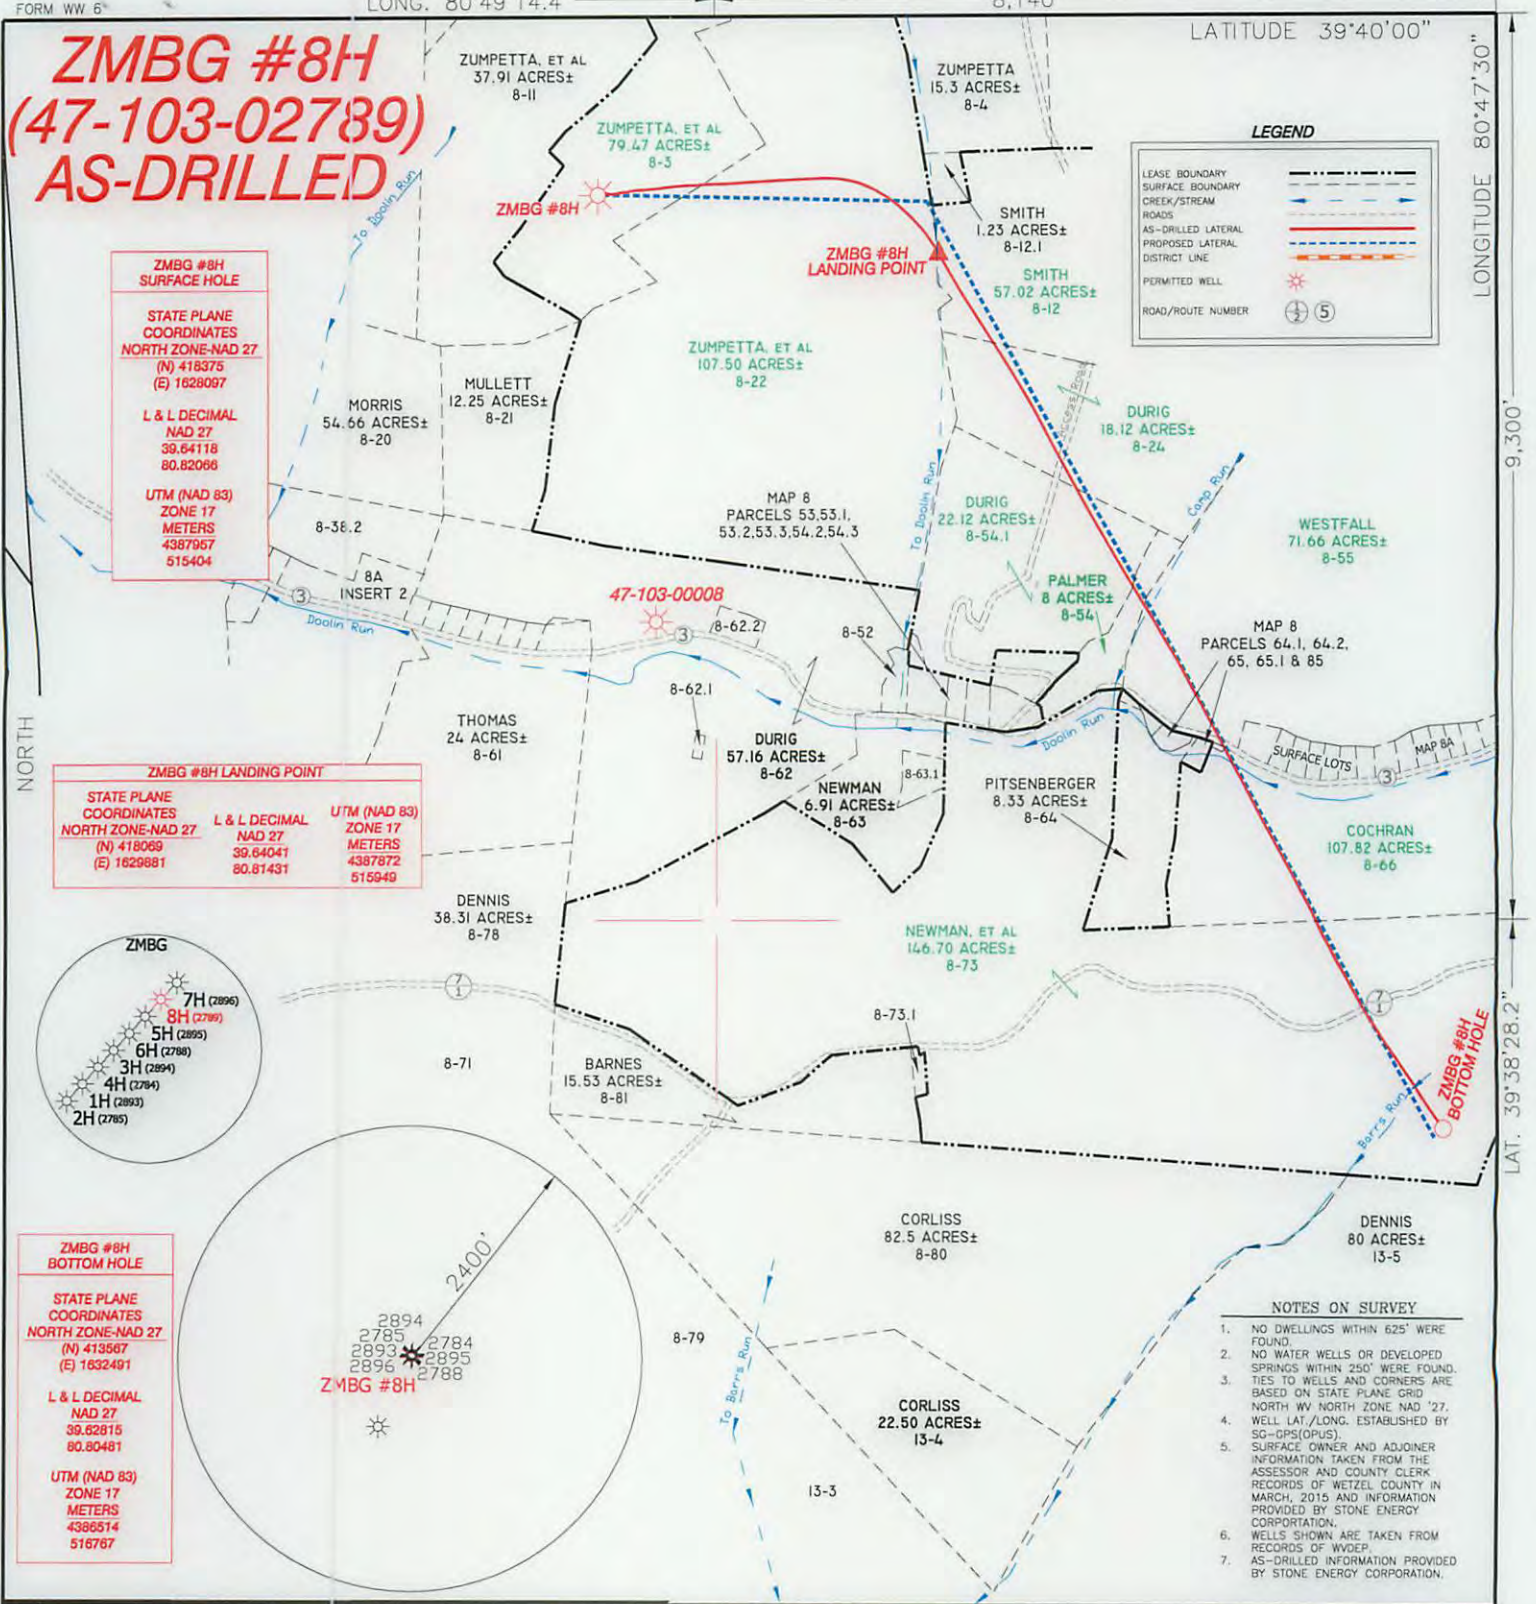 FORM WW 6
LONG. 80°49'14.4"
8,140'
LATITUDE 39°40'00"
LONGITUDE 80°47'30"
9,300'
LAT. 39°38'28.2"
NORTH
ZMBG #8H
(47-103-02789)
AS-DRILLED
ZUMPETTA, ET AL
37.91 ACRES±
8-11
ZUMPETTA, ET AL
79.47 ACRES±
8-3
ZUMPETTA
15.3 ACRES±
8-4
LEGEND
LEASE BOUNDARY
SURFACE BOUNDARY
CREEK/STREAM
ROADS
AS-DRILLED LATERAL
PROPOSED LATERAL
DISTRICT LINE
PERMITTED WELL
ROAD/ROUTE NUMBER
1
2
5
To Doolin Run
ZMBG #8H
ZMBG #8H
LANDING POINT
SMITH
1.23 ACRES±
8-12.1
SMITH
57.02 ACRES±
8-12
ZMBG #8H
SURFACE HOLE
STATE PLANE
COORDINATES
NORTH ZONE-NAD 27
(N) 418375
(E) 1628097
L & L DECIMAL
NAD 27
39.64118
80.82066
UTM (NAD 83)
ZONE 17
METERS
4387957
515404
ZUMPETTA, ET AL
107.50 ACRES±
8-22
MULLETT
12.25 ACRES±
8-21
MORRIS
54.66 ACRES±
8-20
Access Road
DURIG
18.12 ACRES±
8-24
Camp Run
To Doolin Run
MAP 8
PARCELS 53,53.1,
53.2,53.3,54.2,54.3
DURIG
22.12 ACRES±
8-54.1
WESTFALL
71.66 ACRES±
8-55
8-38.2
8A
INSERT 2
3
Doolin Run
47-103-00008
3
8-62.2
8-52
PALMER
8 ACRES±
8-54
MAP 8
PARCELS 64.1, 64.2,
65, 65.1 & 85
8-62.1
THOMAS
24 ACRES±
8-61
DURIG
57.16 ACRES±
8-62
Doolin Run
SURFACE LOTS
MAP 8A
3
NEWMAN
6.91 ACRES±
8-63
8-63.1
PITSENBERGER
8.33 ACRES±
8-64
COCHRAN
107.82 ACRES±
8-66
ZMBG #8H LANDING POINT
STATE PLANE
COORDINATES
NORTH ZONE-NAD 27
(N) 418069
(E) 1629881
L & L DECIMAL
NAD 27
39.64041
80.81431
UTM (NAD 83)
ZONE 17
METERS
4387872
515949
DENNIS
38.31 ACRES±
8-78
NEWMAN, ET AL
146.70 ACRES±
8-73
ZMBG
7H (2896)
8H (2789)
5H (2895)
6H (2788)
3H (2894)
4H (2784)
1H (2893)
2H (2785)
7
1
7
1
8-73.1
8-71
BARNES
15.53 ACRES±
8-81
ZMBG #8H
BOTTOM HOLE
Barrs Run
2400'
2894
2785
2784
2893
2895
2896
2788
ZMBG #8H
ZMBG #8H
BOTTOM HOLE
STATE PLANE
COORDINATES
NORTH ZONE-NAD 27
(N) 413567
(E) 1632491
L & L DECIMAL
NAD 27
39.62815
80.80481
UTM (NAD 83)
ZONE 17
METERS
4386514
516767
CORLISS
82.5 ACRES±
8-80
DENNIS
80 ACRES±
13-5
8-79
To Barrs Run
CORLISS
22.50 ACRES±
13-4
13-3
NOTES ON SURVEY
1. NO DWELLINGS WITHIN 625' WERE
FOUND.
2. NO WATER WELLS OR DEVELOPED
SPRINGS WITHIN 250' WERE FOUND.
3. TIES TO WELLS AND CORNERS ARE
BASED ON STATE PLANE GRID
NORTH WV NORTH ZONE NAD '27.
4. WELL LAT./LONG. ESTABLISHED BY
SG-GPS(OPUS).
5. SURFACE OWNER AND ADJOINER
INFORMATION TAKEN FROM THE
ASSESSOR AND COUNTY CLERK
RECORDS OF WETZEL COUNTY IN
MARCH, 2015 AND INFORMATION
PROVIDED BY STONE ENERGY
CORPORTATION.
6. WELLS SHOWN ARE TAKEN FROM
RECORDS OF WVDEP.
7. AS-DRILLED INFORMATION PROVIDED
BY STONE ENERGY CORPORATION.